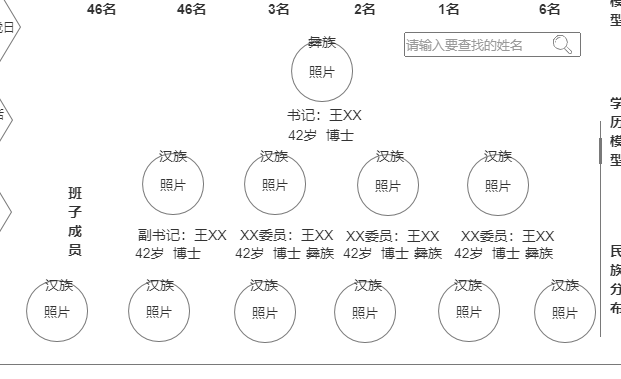 46名 46名 3名 2名 1名 6名
党日
模
型
彝族
请输入要查找的姓名
照片
书记：王XX
42岁 博士
学
历
模
型
汉族 汉族 汉族 汉族
照片 照片 照片 照片
班
子
成
员
副书记：王XX XX委员：王XX XX委员：王XX XX委员：王XX
42岁 博士 42岁 博士 彝族 42岁 博士 彝族 42岁 博士 彝族
民
族
分
布
汉族 汉族 汉族 汉族 汉族 汉族
照片 照片 照片 照片 照片 照片